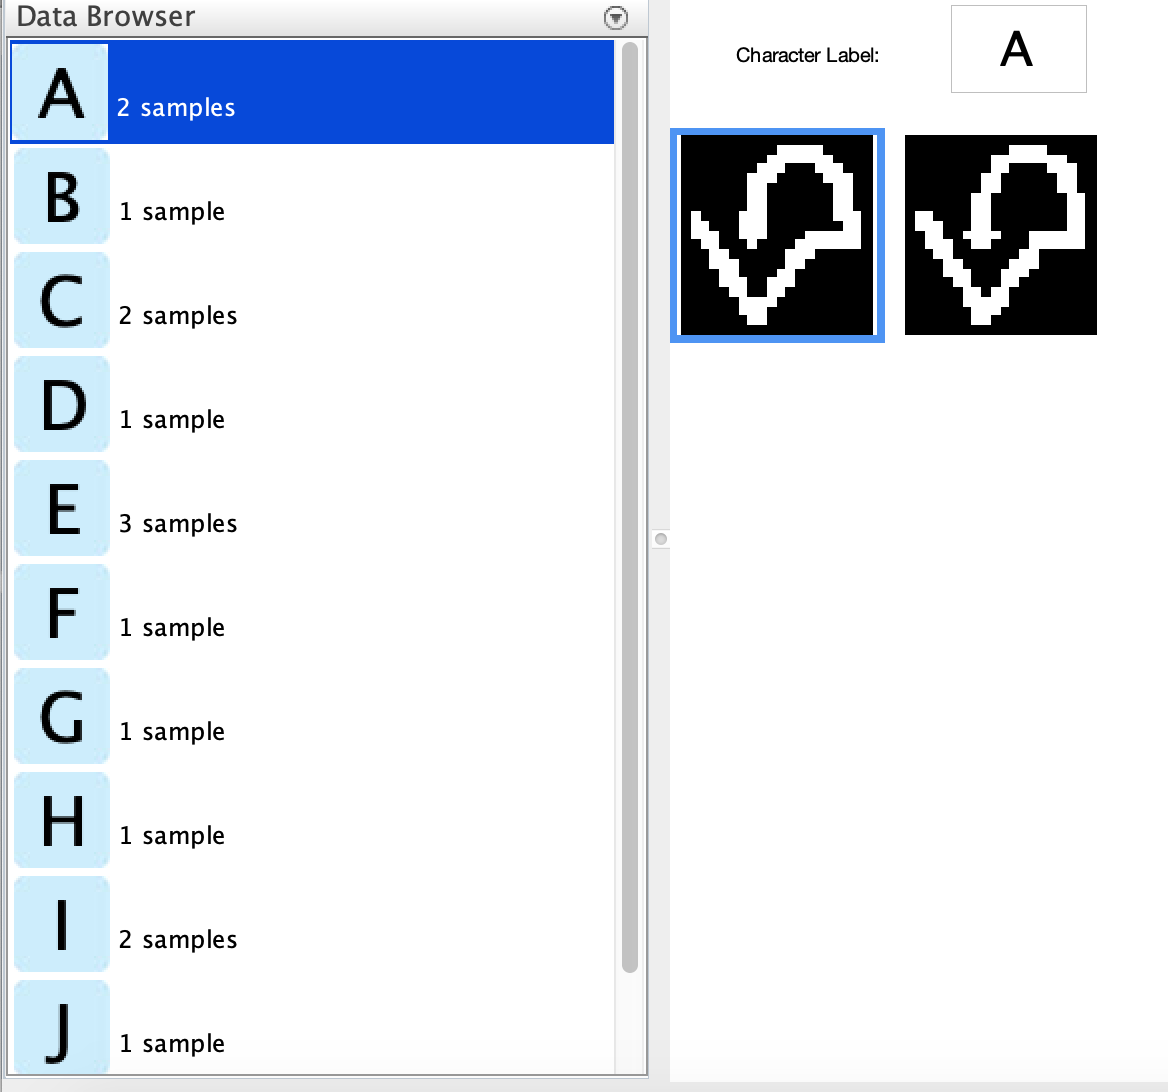 Data Browser
A 2 samples
B 1 sample
C 2 samples
D 1 sample
E 3 samples
F 1 sample
G 1 sample
H 1 sample
I 2 samples
J 1 sample
Character Label: A